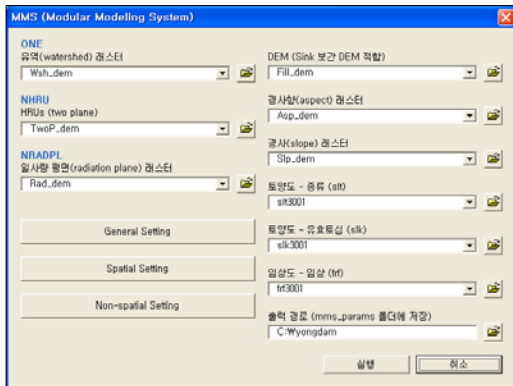 MMS (Modular Modeling System)
ONE
유역(watershed) 래스터
Wsh_dem
NHRU
HRUs (two plane)
TwoP_dem
NRADPL
일사량 평면(radiation plane) 래스터
Rad_dem
General Setting
Spatial Setting
Non-spatial Setting
DEM (Sink 보간 DEM 적합)
Fill_dem
경사향(aspect) 래스터
Asp_dem
경사(slope) 래스터
Slp_dem
토양도 - 종류 (slt)
slt3001
토양도 - 유효토심 (slk)
slk3001
임상도 - 임상 (frf)
frf3001
출력 경로 (mms_params 폴더에 저장)
C:₩yongdam
실행
취소